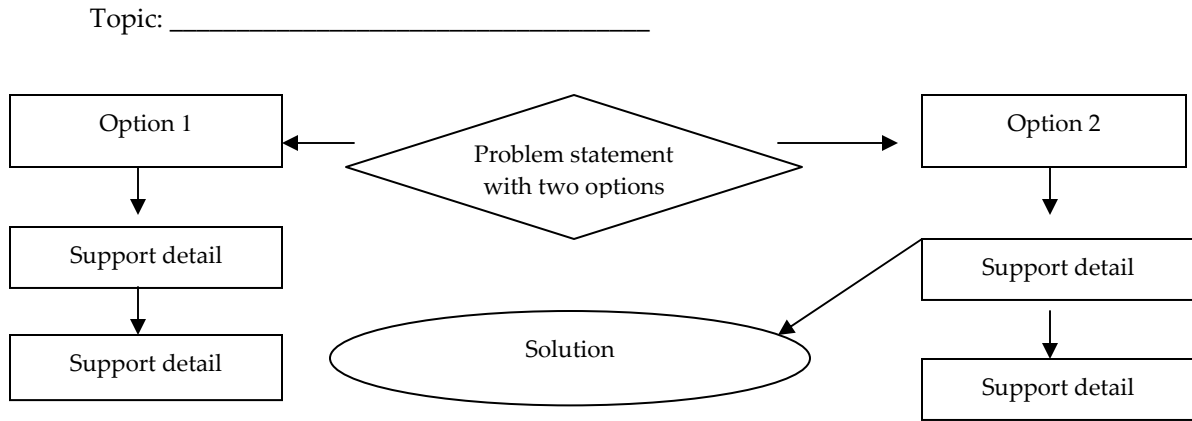 Topic: ____________________________________
Option 1
Problem statement
with two options
Option 2
Support detail
Support detail
Solution
Support detail
Support detail